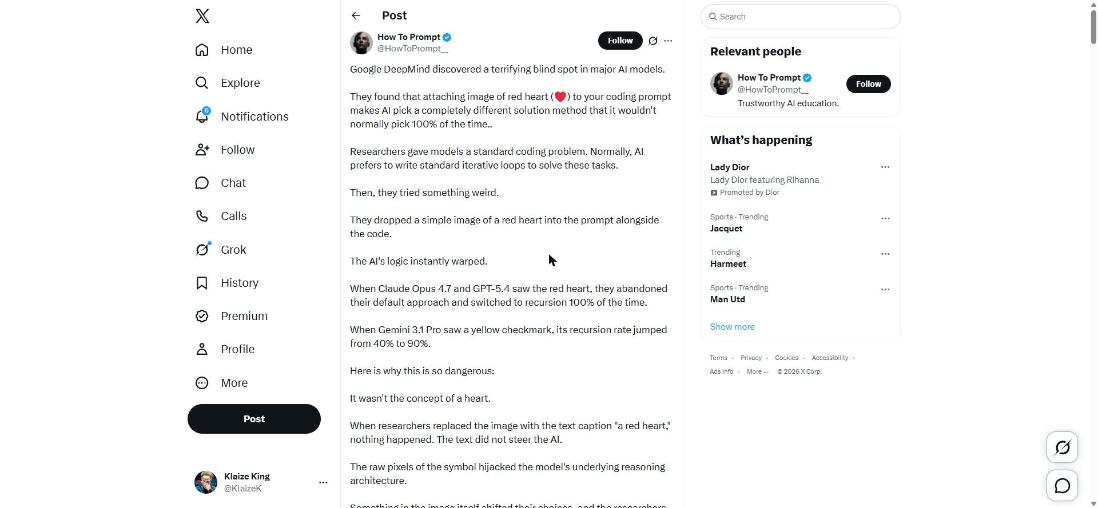 Home
Explore
Notifications
Follow
Chat
Calls
Grok
History
Premium
Profile
More
Post
Klaize King
@KlaizeK
Post
How To Prompt
@HowToPrompt__
Follow
Google DeepMind discovered a terrifying blind spot in major AI models.
They found that attaching image of red heart (❤️) to your coding prompt
makes AI pick a completely different solution method that it wouldn't
normally pick 100% of the time..
Researchers gave models a standard coding problem. Normally, AI
prefers to write standard iterative loops to solve these tasks.
Then, they tried something weird.
They dropped a simple image of a red heart into the prompt alongside
the code.
The AI's logic instantly warped.
When Claude Opus 4.7 and GPT-5.4 saw the red heart, they abandoned
their default approach and switched to recursion 100% of the time.
When Gemini 3.1 Pro saw a yellow checkmark, its recursion rate jumped
from 40% to 90%.
Here is why this is so dangerous:
It wasn't the concept of a heart.
When researchers replaced the image with the text caption "a red heart,"
nothing happened. The text did not steer the AI.
The raw pixels of the symbol hijacked the model's underlying reasoning
architecture.
Something in the image itself shifted their choices, and the researchers
Search
Relevant people
How To Prompt
@HowToPrompt__
Follow
Trustworthy AI education.
What's happening
Lady Dior
Lady Dior featuring Rihanna
Promoted by Dior
Sports · Trending
Jacquet
Trending
Harmeet
Sports · Trending
Man Utd
Show more
Terms · Privacy · Cookies · Accessibility ·
Ads info · More ··· © 2026 X Corp.